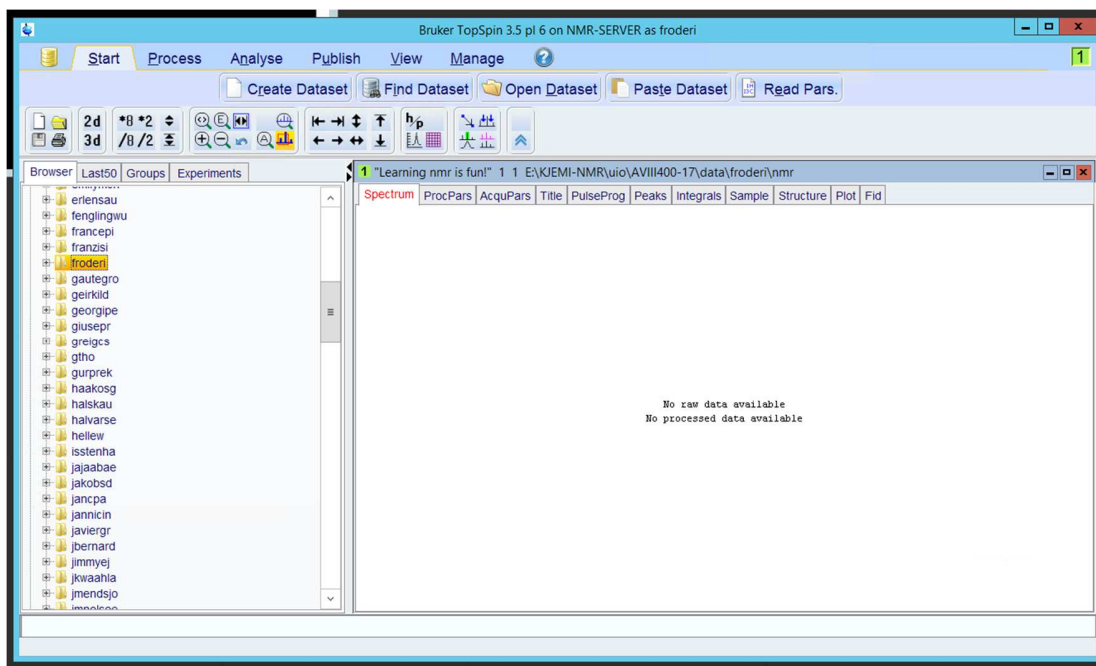 Bruker TopSpin 3.5 pl 6 on NMR-SERVER as froderi
Start Process Analyse Publish View Manage ? 1
Create Dataset Find Dataset Open Dataset Paste Dataset Read Pars.
2d *8 *2 E h/p
3d /8 /2 A
Browser Last50 Groups Experiments
1 "Learning nmr is fun!" 1 1 E:\KJEMI-NMR\uio\AVIII400-17\data\froderi\nmr
Spectrum ProcPars AcquPars Title PulseProg Peaks Integrals Sample Structure Plot Fid
erlensau
fenglingwu
francepi
franzisi
froderi
gautegro
geirkild
georgipe
giusepr
greigcs
gtho
gurprek
haakosg
halskau
halvarse
hellew
isstenha
jajaabae
jakobsd
jancpa
jannicin
javiergr
jbernard
jimmyej
jkwaahla
jmendsjo
No raw data available
No processed data available